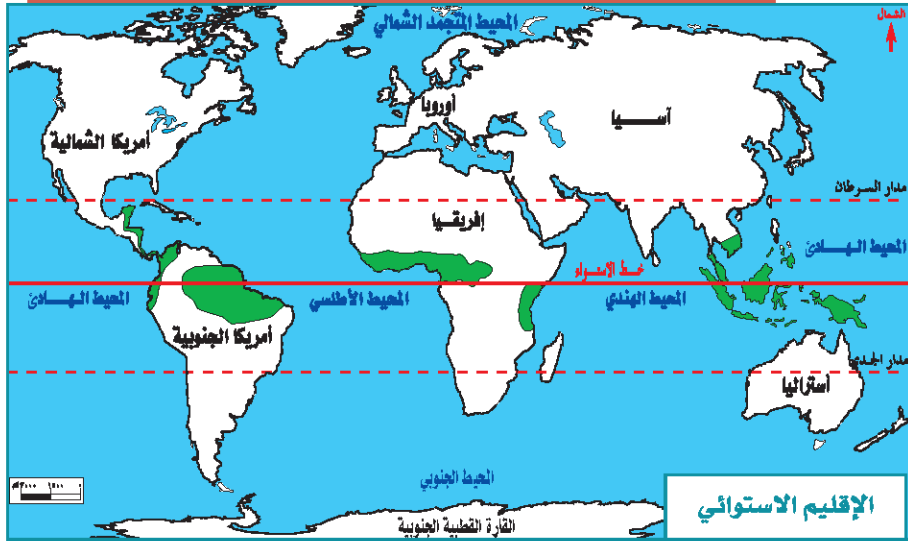 المحيط المتجمد الشمالي
الشمال
أوروبا
آسيا
أمريكا الشمالية
مدار السرطان
إفريقيا
المحيط الهادئ
خط الاستواء
المحيط الهادئ
المحيط الأطلسي
المحيط الهندي
أمريكا الجنوبية
مدار الجدي
أستراليا
المحيط الجنوبي
الإقليم الاستوائي
القارة القطبية الجنوبية